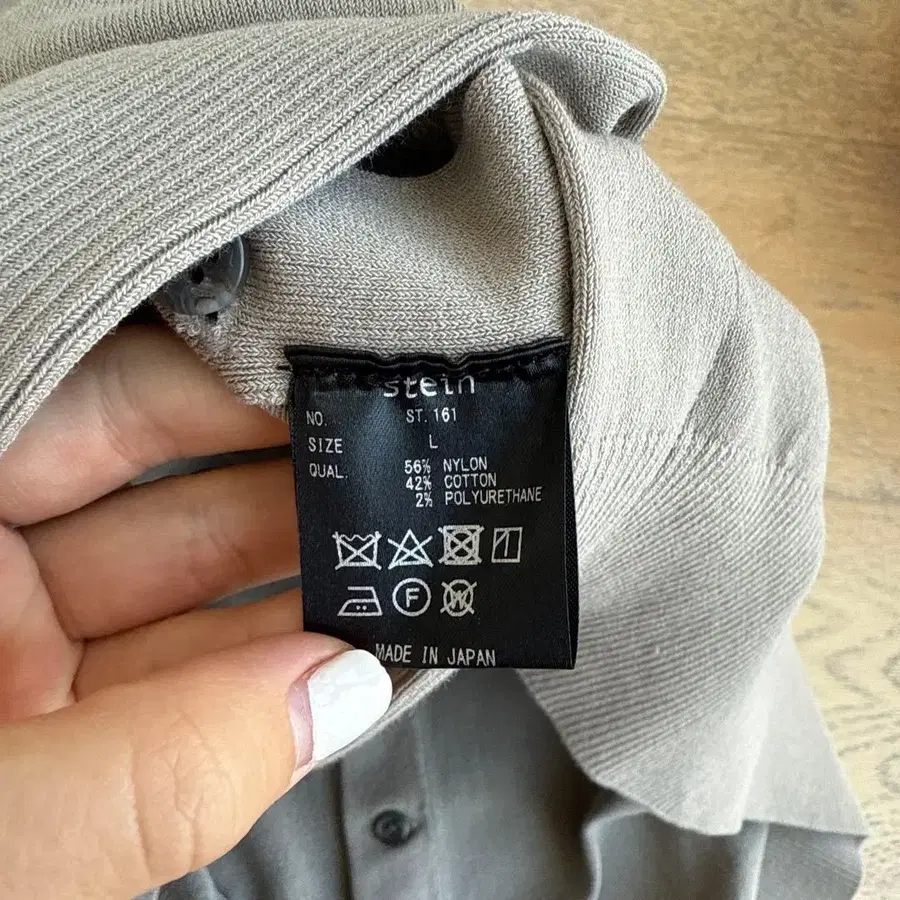 stein
NO. ST. 161
SIZE L
QUAL. 56% NYLON
42% COTTON
2% POLYURETHANE
F
W
MADE IN JAPAN